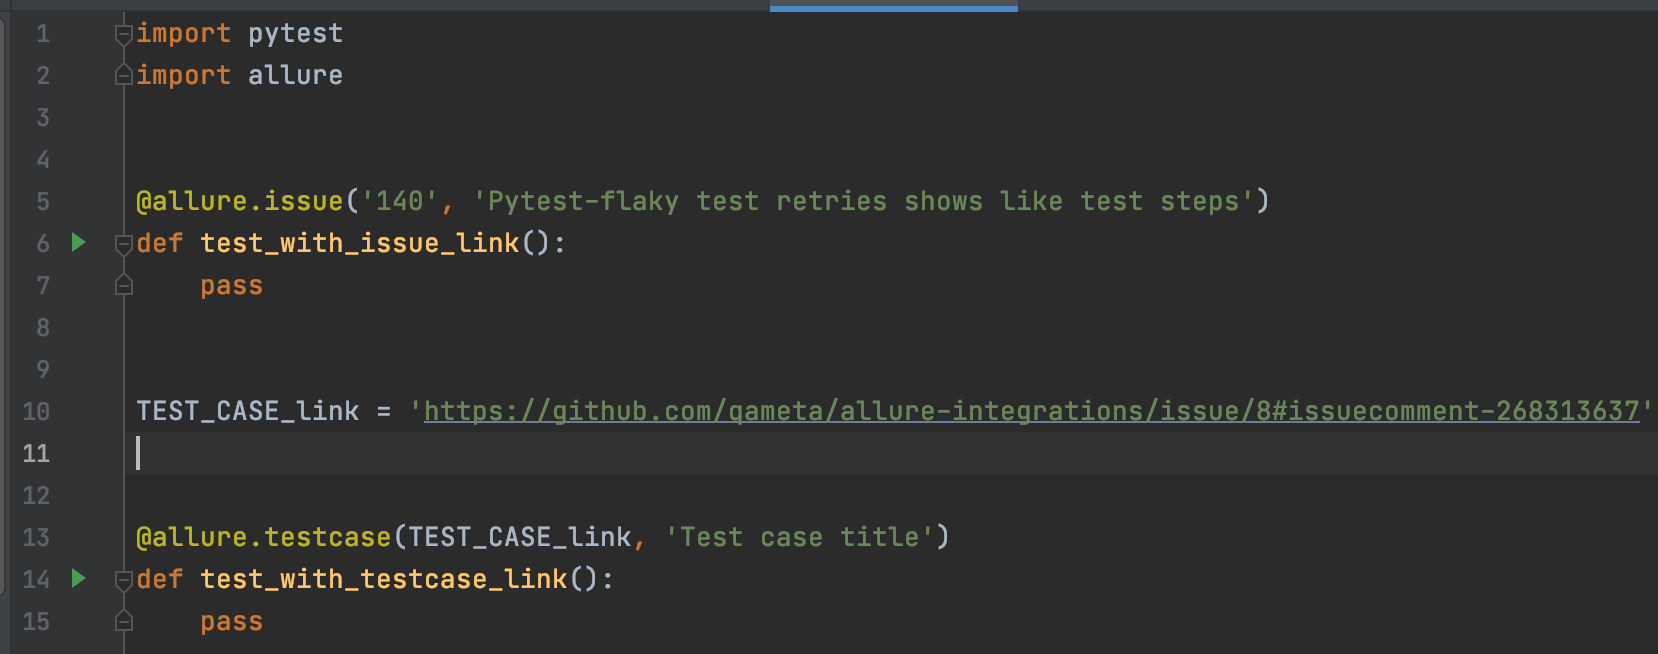 1 import pytest
2 import allure
3
4
5 @allure.issue('140', 'Pytest-flaky test retries shows like test steps')
6 def test_with_issue_link():
7     pass
8
9
10 TEST_CASE_link = 'https://github.com/qameta/allure-integrations/issue/8#issuecomment-268313637'
11
12
13 @allure.testcase(TEST_CASE_link, 'Test case title')
14 def test_with_testcase_link():
15     pass